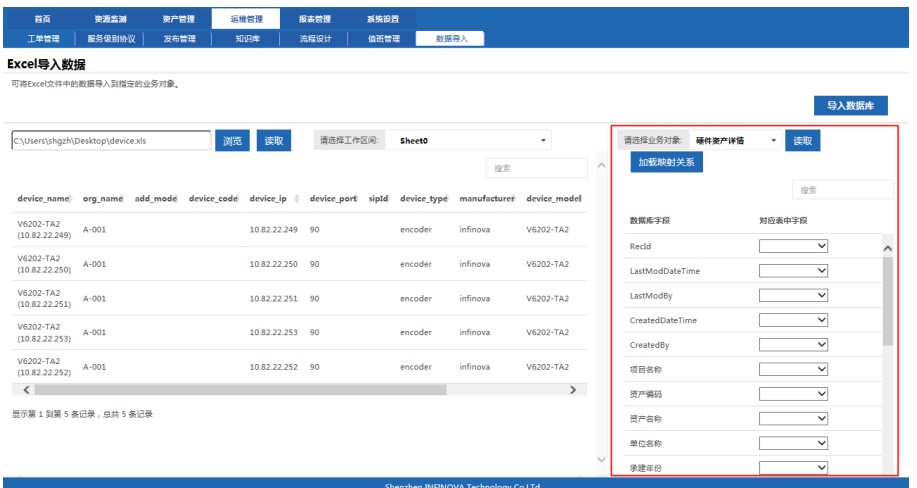 首页 资源监测 资产管理 运维管理 报表管理 系统设置
工单管理 服务级别协议 发布管理 知识库 流程设计 值班管理 数据导入
Excel导入数据
可将Excel文件中的数据导入到指定的业务对象。
导入数据库
C:\Users\shgzh\Desktop\device.xls 浏览 读取 请选择工作区间: Sheet0
搜索
device_name org_name add_mode device_code device_ip device_port sipId device_type manufacturer device_model
V6202-TA2
(10.82.22.249) A-001 10.82.22.249 90 encoder infinova V6202-TA2
V6202-TA2
(10.82.22.250) A-001 10.82.22.250 90 encoder infinova V6202-TA2
V6202-TA2
(10.82.22.251) A-001 10.82.22.251 90 encoder infinova V6202-TA2
V6202-TA2
(10.82.22.253) A-001 10.82.22.253 90 encoder infinova V6202-TA2
V6202-TA2
(10.82.22.252) A-001 10.82.22.252 90 encoder infinova V6202-TA2
显示第 1 到第 5 条记录，总共 5 条记录
请选择业务对象: 硬件资产详情 读取
加载映射关系
搜索
数据库字段 对应表中字段
RecId
LastModDateTime
LastModBy
CreatedDateTime
CreatedBy
项目名称
资产编码
资产名称
单位名称
承建年份
Shenzhen INFINOVA Technology Co LTd